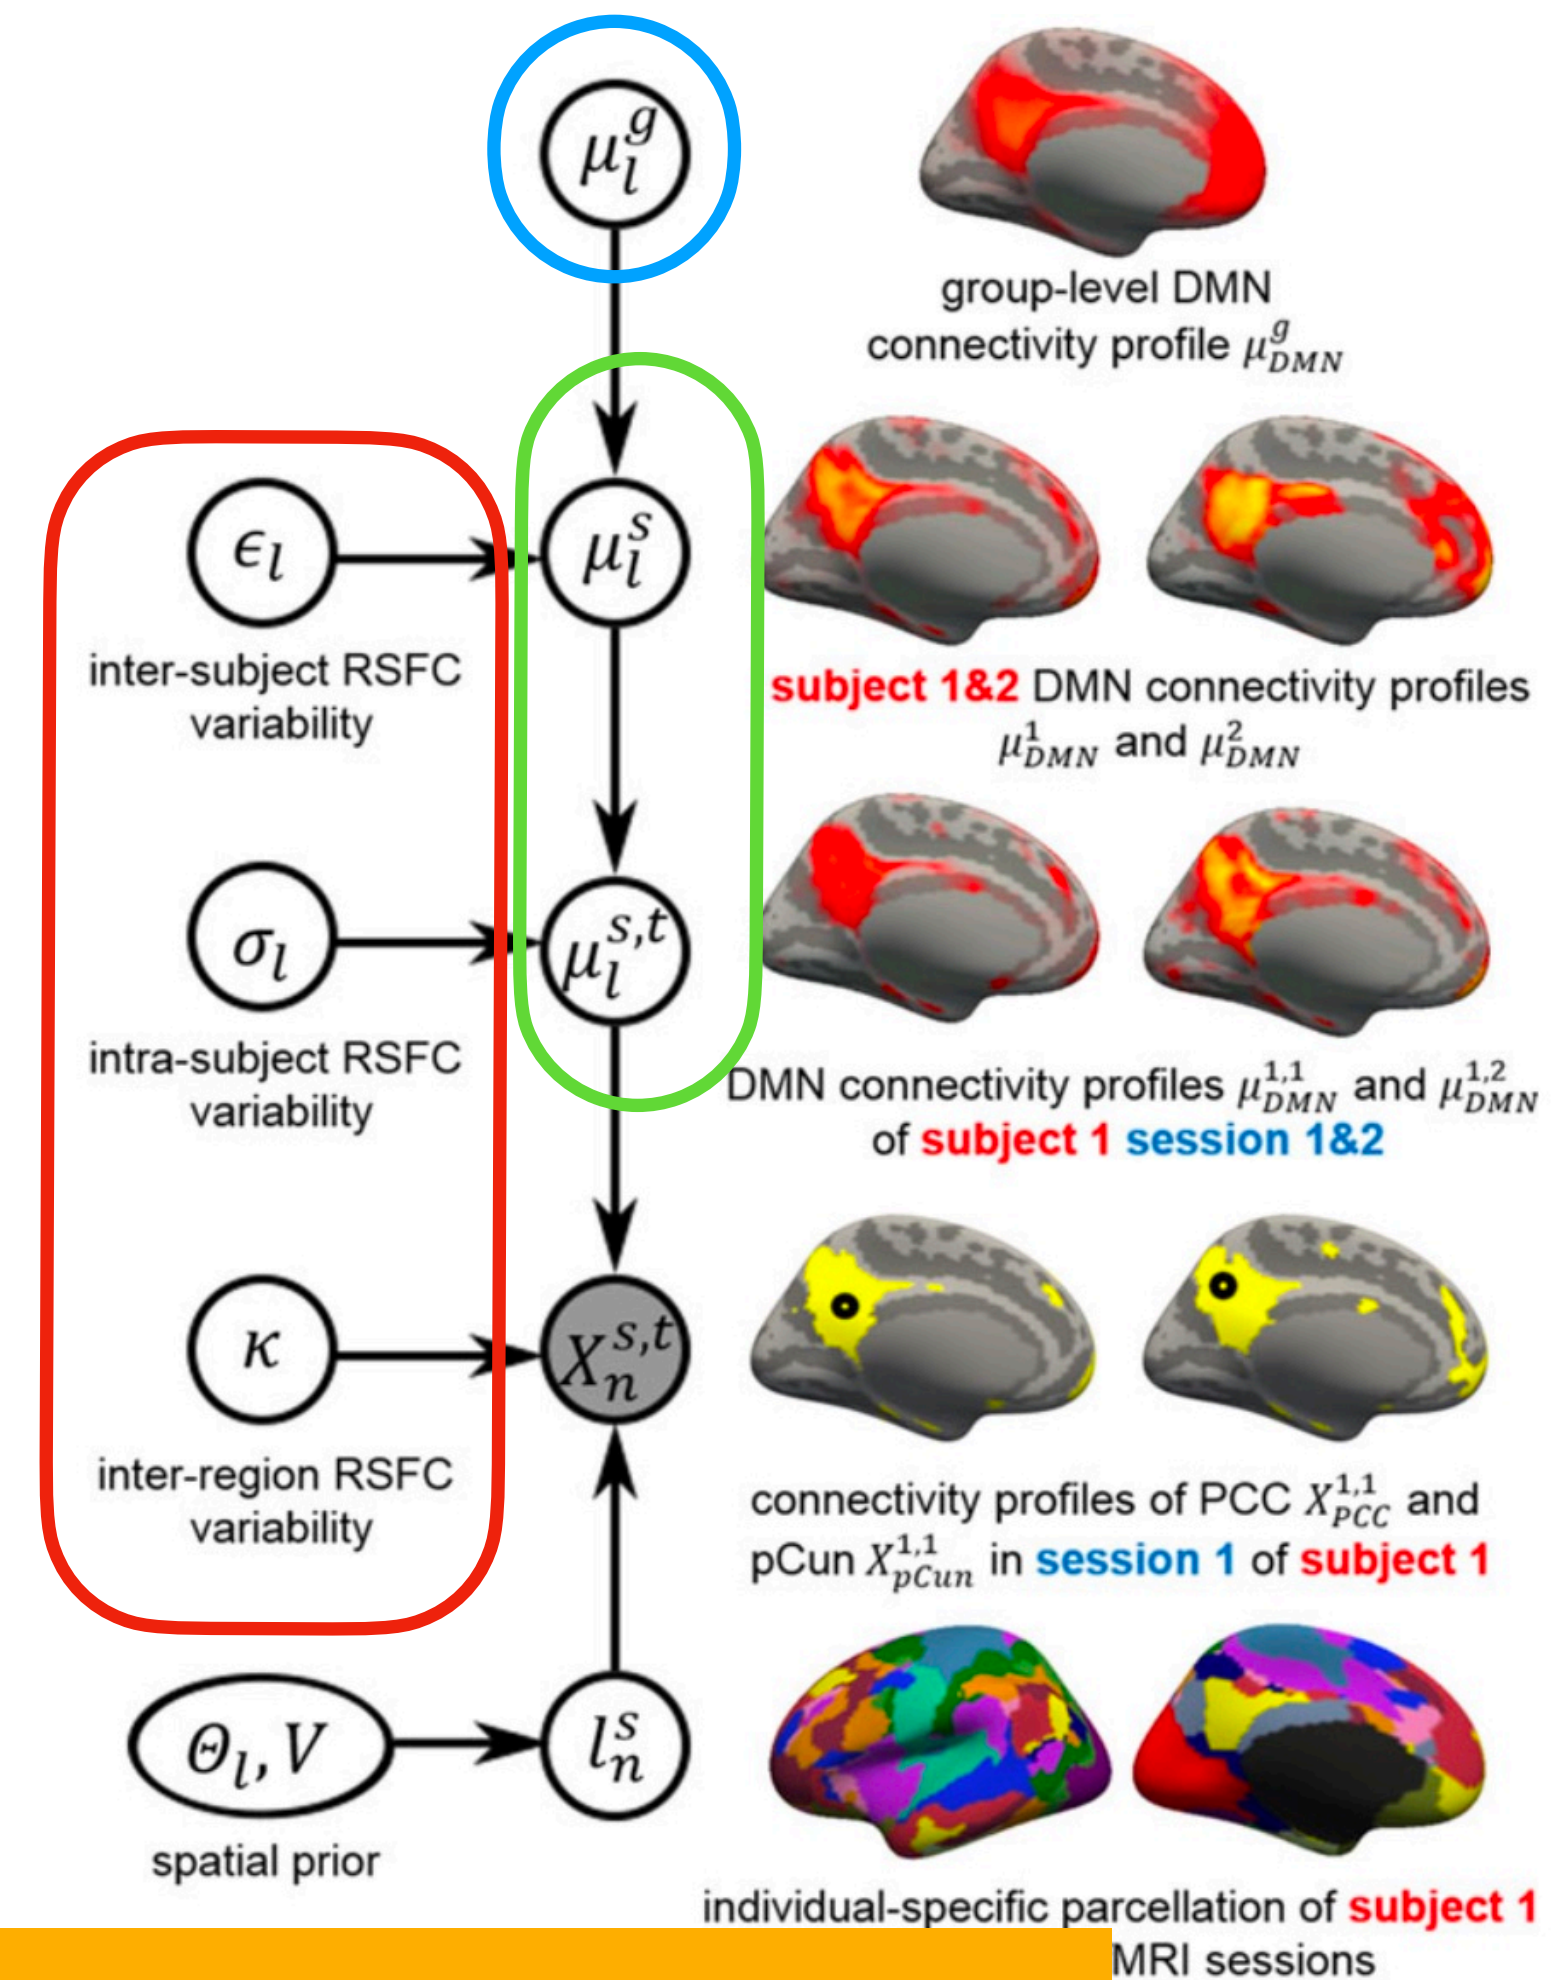 μ_l^g
group-level DMN
connectivity profile μ_DMN^g
ϵ_l
μ_l^s
inter-subject RSFC
variability
subject 1&2 DMN connectivity profiles
μ_DMN^1 and μ_DMN^2
σ_l
μ_l^{s,t}
intra-subject RSFC
variability
DMN connectivity profiles μ_DMN^{1,1} and μ_DMN^{1,2}
of subject 1 session 1&2
κ
X_n^{s,t}
inter-region RSFC
variability
connectivity profiles of PCC X_PCC^{1,1} and
pCun X_pCun^{1,1} in session 1 of subject 1
Θ_l, V
l_n^s
spatial prior
individual-specific parcellation of subject 1
MRI sessions